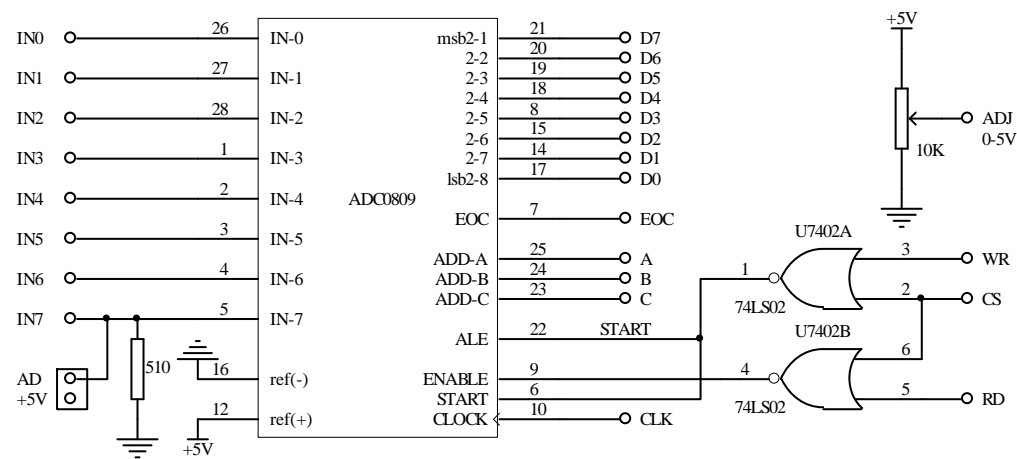 +5V
IN0 26 IN-0 msb2-1 21 D7
2-2 20 D6
IN1 27 IN-1 2-3 19 D5
2-4 18 D4
IN2 28 IN-2 2-5 8 D3
ADJ
0-5V
10K
2-6 15 D2
IN3 1 IN-3 2-7 14 D1
lsb2-8 17 D0
IN4 2 IN-4 ADC0809
EOC 7 EOC
IN5 3 IN-5
U7402A
ADD-A 25 A
1 3 WR
IN6 4 IN-6 ADD-B 24 B
ADD-C 23 C
2 CS
74LS02
IN7 5 IN-7
ALE 22 START
U7402B
510
6
AD
+5V
16 ref(-) ENABLE 9 4
START 6
5 RD
74LS02
12 ref(+) CLOCK 10 CLK
+5V